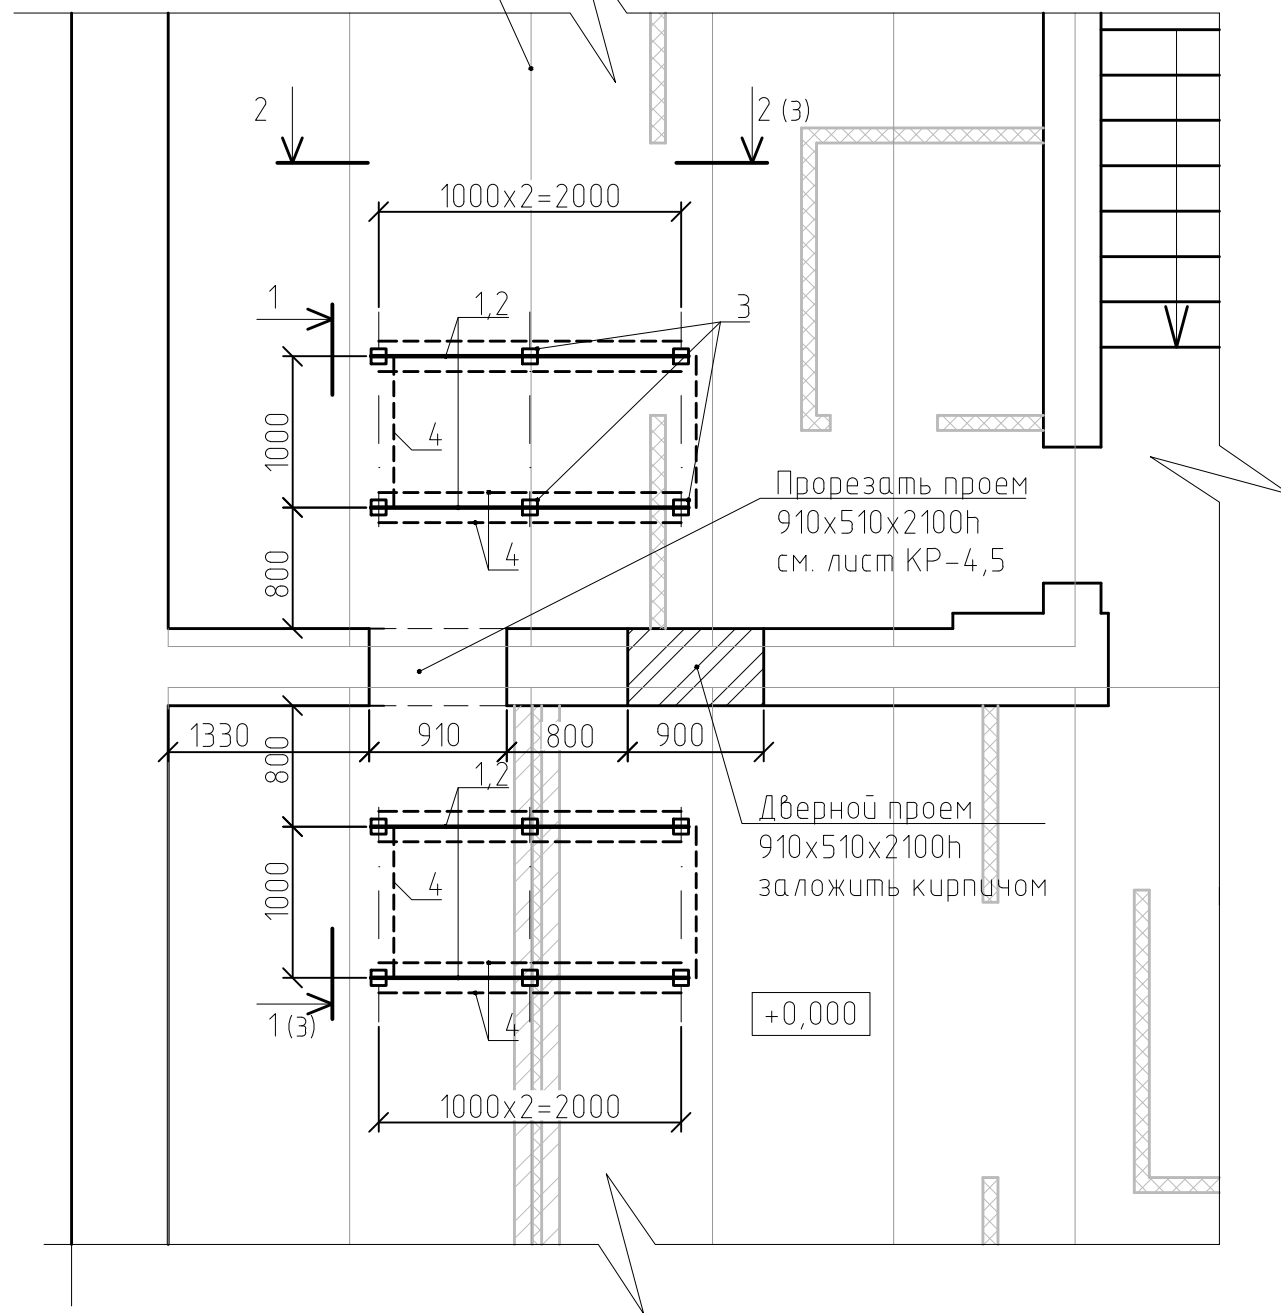 2
2 (3)
1000х2=2000
1
1,2
3
1000
4
Прорезать проем
910х510х2100h
см. лист КР-4,5
4
800
1330
910
800
900
800
1,2
Дверной проем
910х510х2100h
заложить кирпичом
1000
4
+0,000
1 (3)
4
1000х2=2000